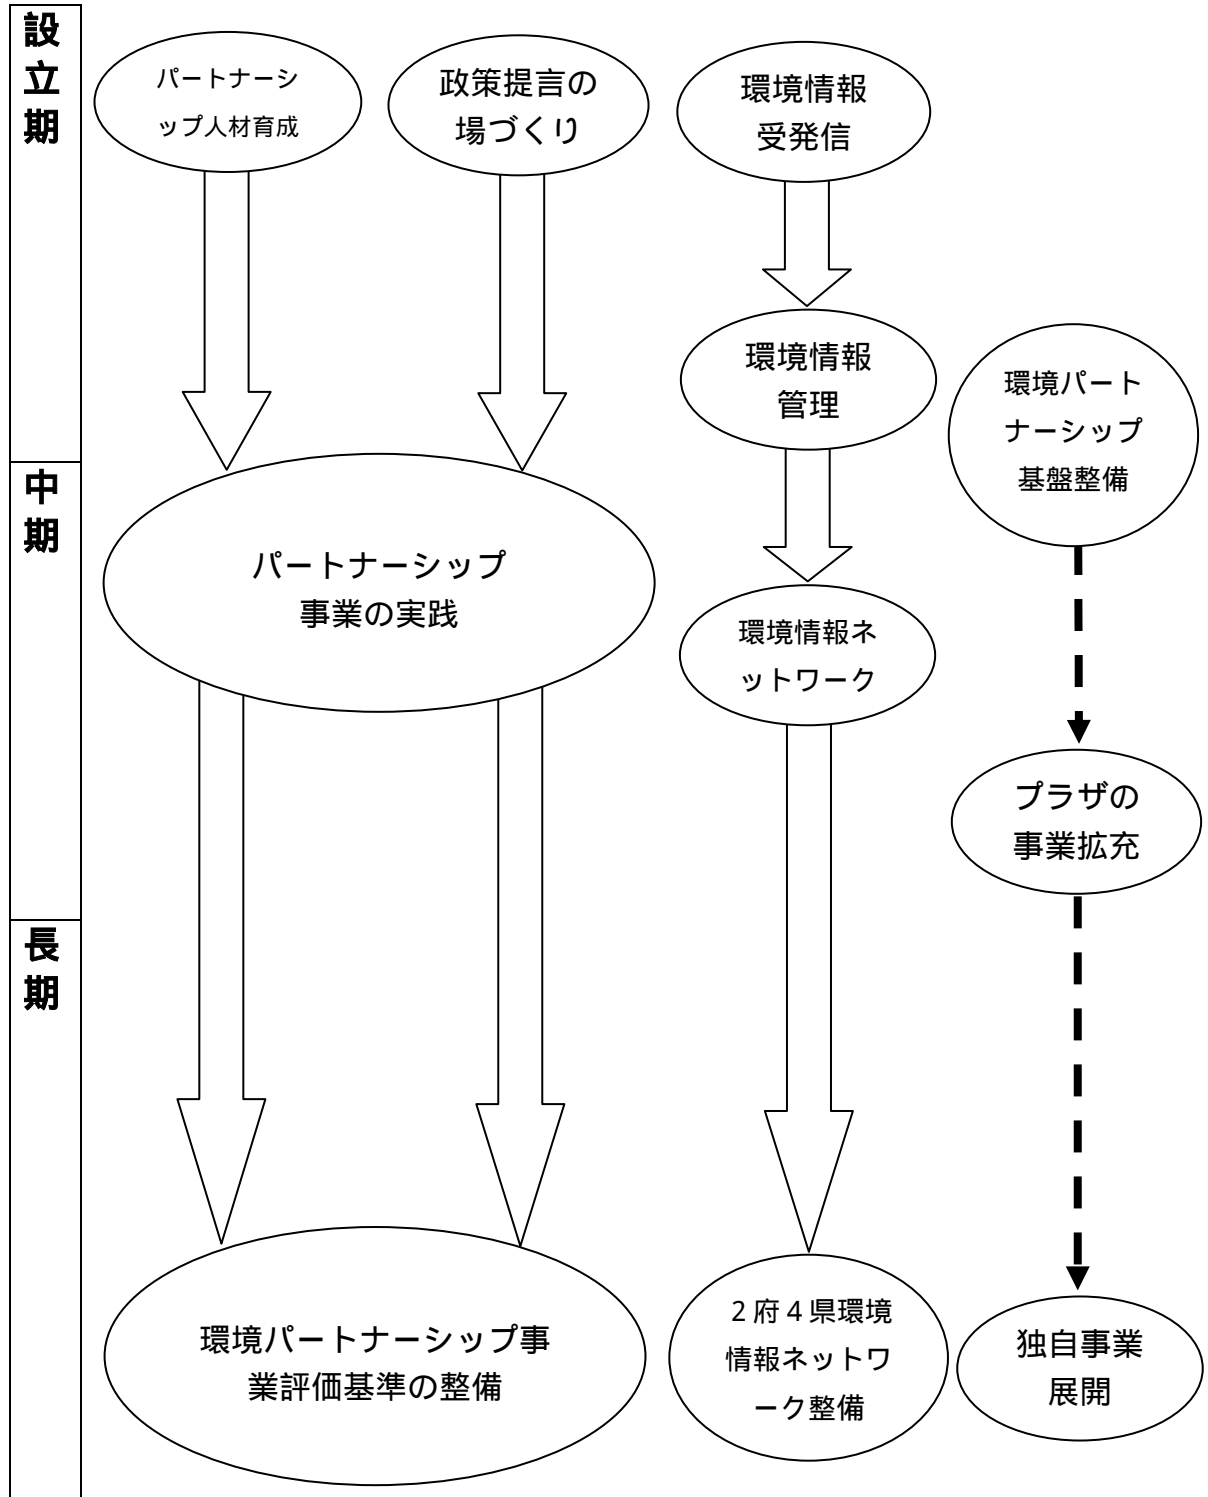 設
立
期
パートナーシ
ップ人材育成
政策提言の
場づくり
環境情報
受発信
環境情報
管理
環境パート
ナーシップ
基盤整備
中
期
パートナーシップ
事業の実践
環境情報ネ
ットワーク
プラザの
事業拡充
長
期
環境パートナーシップ事
業評価基準の整備
２府４県環境
情報ネットワ
ーク整備
独自事業
展開